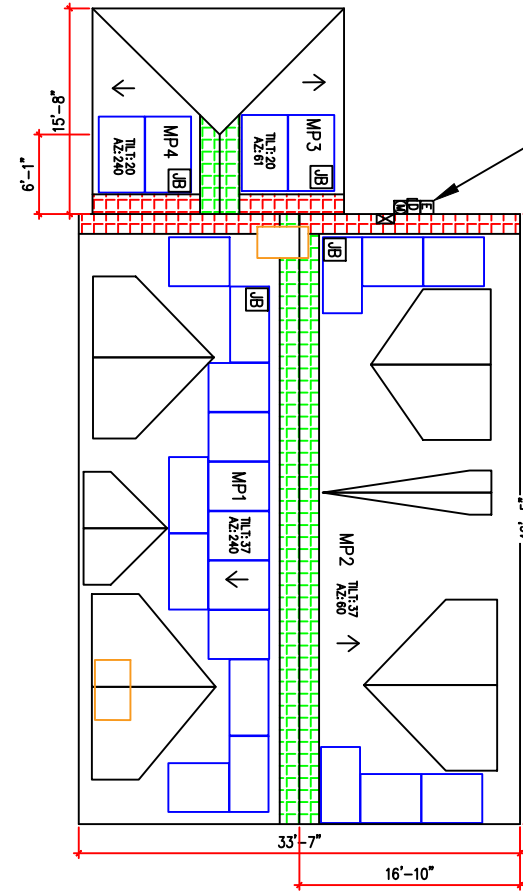 15'-8"
6'-1"
MP4
TILT: 20
AZ: 240
JB
MP3
TILT: 20
AZ: 61
JB
E
D
M
JB
JB
MP1
TILT: 37
AZ: 240
MP2
TILT: 37
AZ: 60
33'-7"
16'-10"